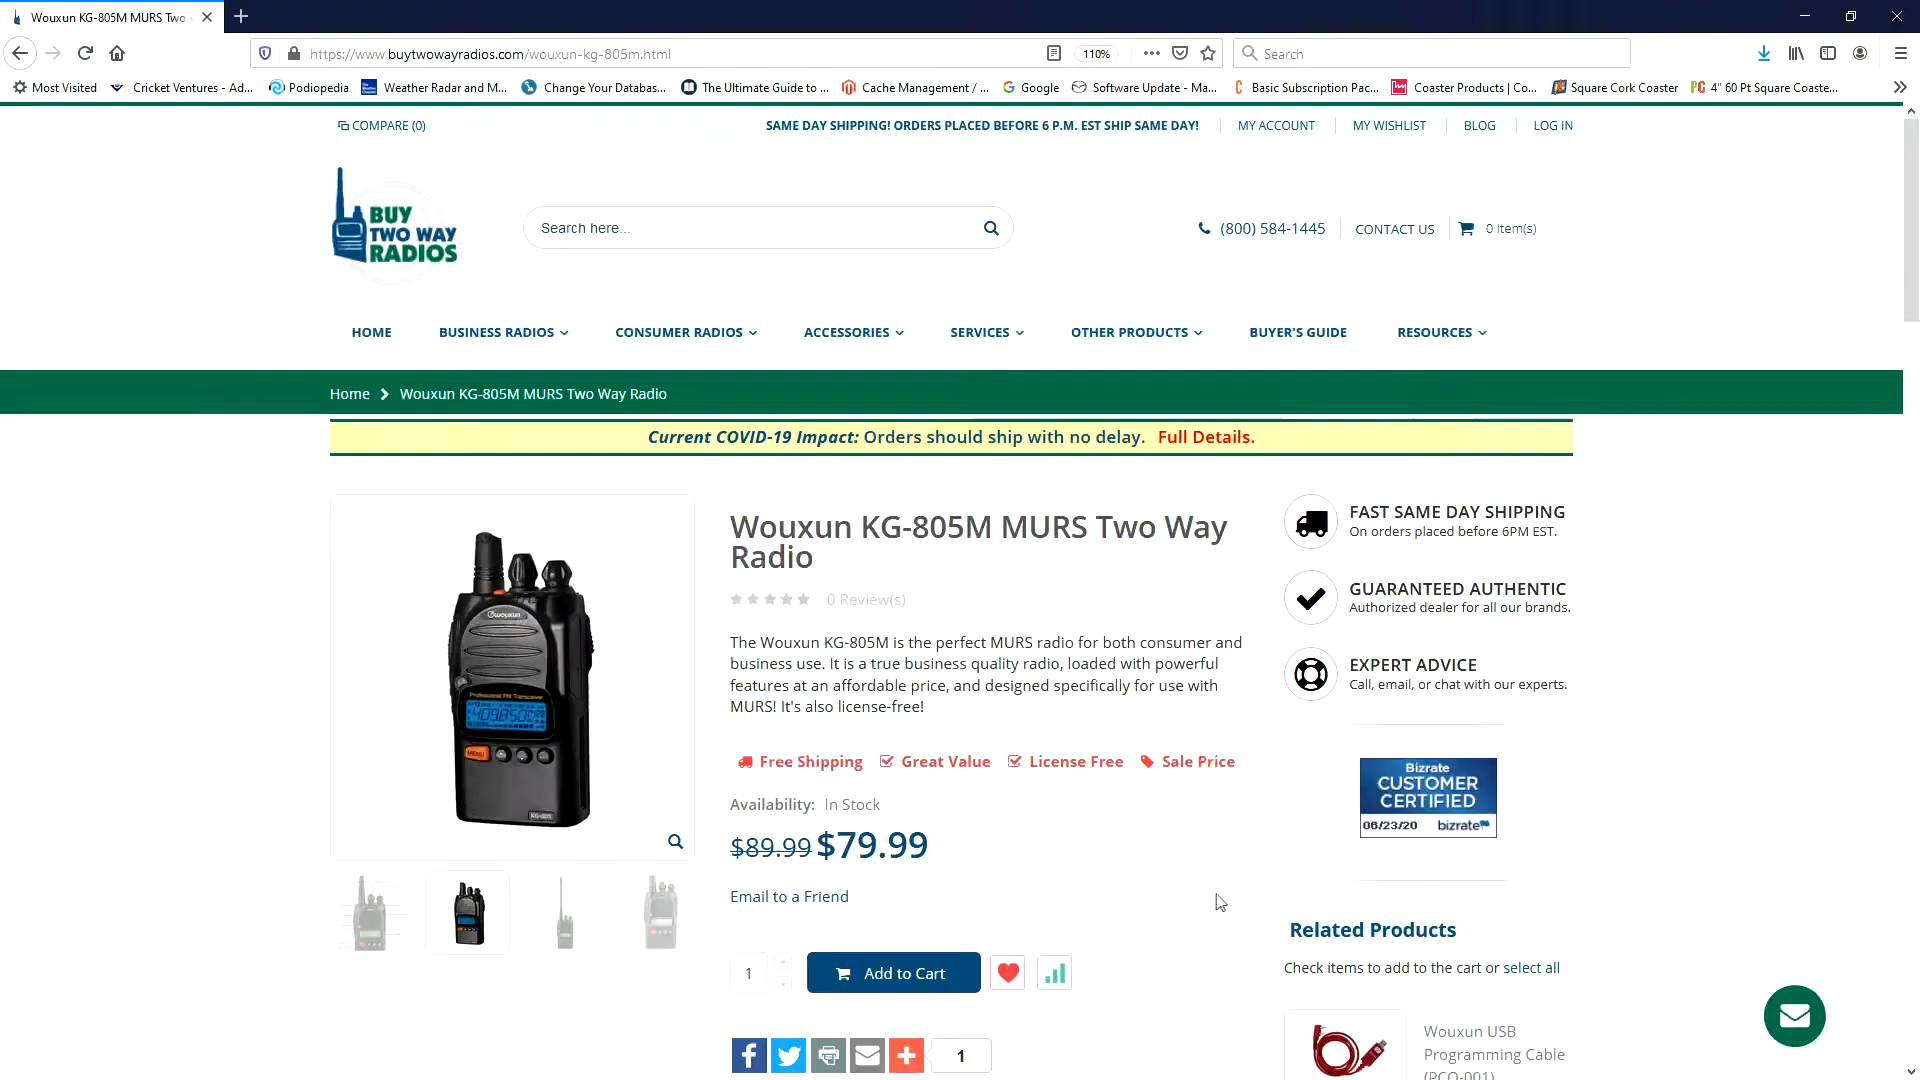 Wouxun KG-805M MURS Two
https://www.buytwowayradios.com/wouxun-kg-805m.html
110%
Search
Most Visited
Cricket Ventures - Ad...
Podiopedia
Weather Radar and M...
Change Your Databas...
The Ultimate Guide to ...
Cache Management / ...
Google
Software Update - Ma...
Basic Subscription Pac...
Coaster Products | Co...
Square Cork Coaster
4" 60 Pt Square Coaste...
COMPARE (0)
SAME DAY SHIPPING! ORDERS PLACED BEFORE 6 P.M. EST SHIP SAME DAY!
MY ACCOUNT
MY WISHLIST
BLOG
LOG IN
BUY
TWO WAY
RADIOS
Search here...
(800) 584-1445
CONTACT US
0 Item(s)
HOME
BUSINESS RADIOS
CONSUMER RADIOS
ACCESSORIES
SERVICES
OTHER PRODUCTS
BUYER'S GUIDE
RESOURCES
Home > Wouxun KG-805M MURS Two Way Radio
Current COVID-19 Impact: Orders should ship with no delay. Full Details.
WOUXUN
Professional FM Transceiver
MENU
Wouxun KG-805M MURS Two Way
Radio
0 Review(s)
The Wouxun KG-805M is the perfect MURS radio for both consumer and
business use. It is a true business quality radio, loaded with powerful
features at an affordable price, and designed specifically for use with
MURS! It's also license-free!
Free Shipping
Great Value
License Free
Sale Price
Availability: In Stock
$89.99 $79.99
Email to a Friend
1
Add to Cart
1
FAST SAME DAY SHIPPING
On orders placed before 6PM EST.
GUARANTEED AUTHENTIC
Authorized dealer for all our brands.
EXPERT ADVICE
Call, email, or chat with our experts.
Bizrate
CUSTOMER
CERTIFIED
06/23/20 bizrate
Related Products
Check items to add to the cart or select all
Wouxun USB
Programming Cable
(PCO-001)